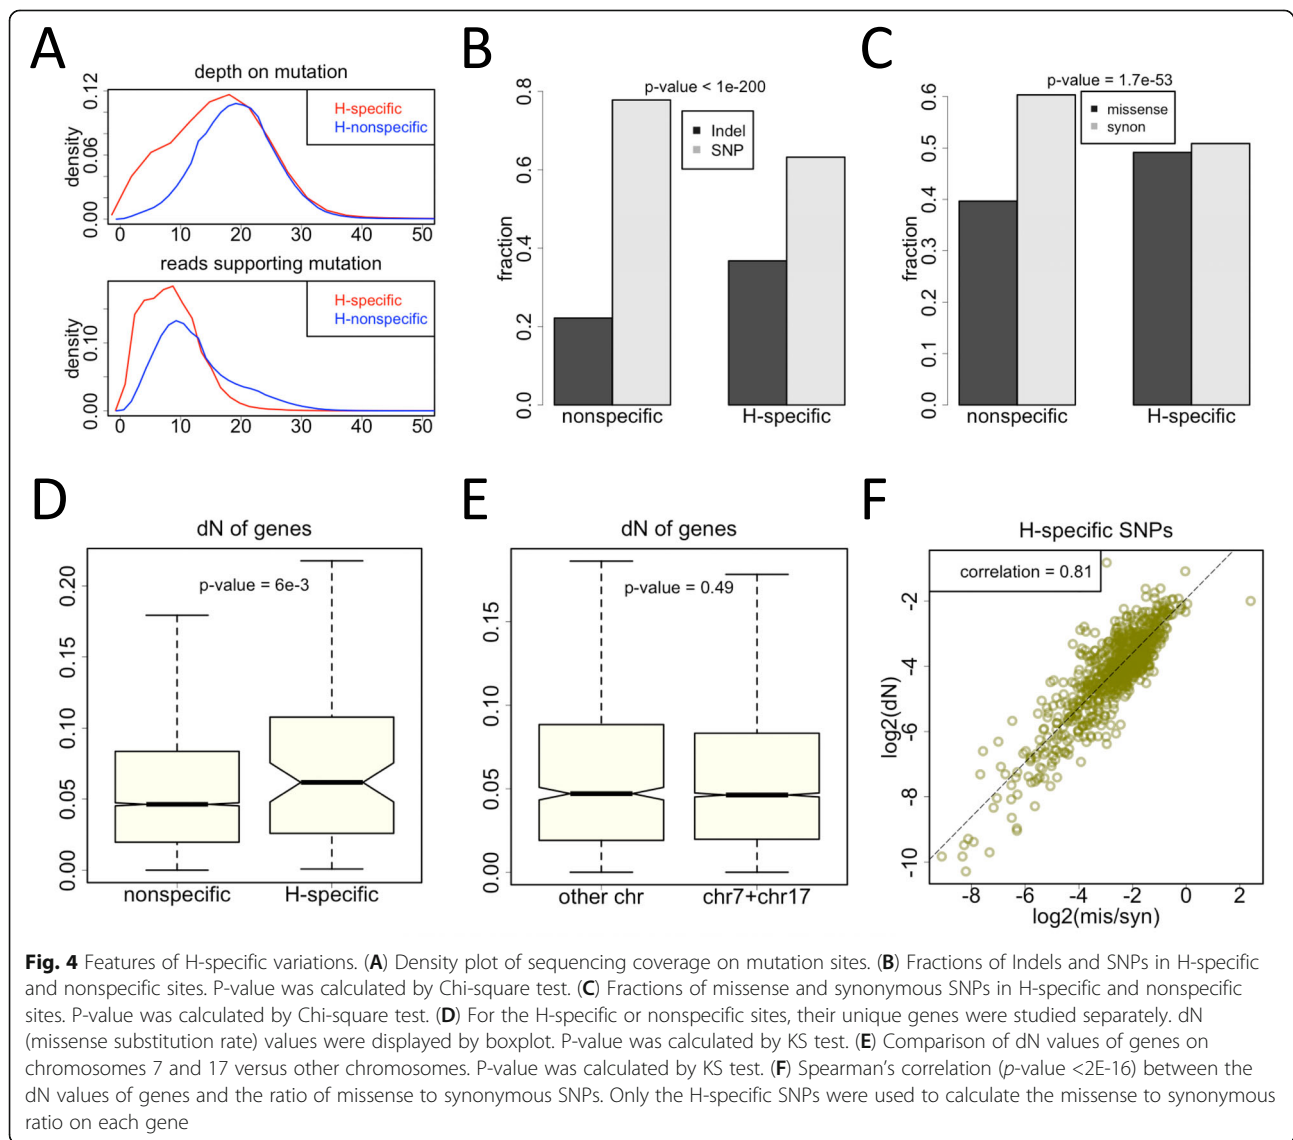 A
depth on mutation
density
0.00
0.06
0.12
H-specific
H-nonspecific
0 10 20 30 40 50
reads supporting mutation
density
0.00
0.10
H-specific
H-nonspecific
0 10 20 30 40 50
B
p-value < 1e-200
Indel
SNP
fraction
0.0 0.2 0.4 0.6 0.8
nonspecific H-specific
C
p-value = 1.7e-53
missense
synon
fraction
0.0 0.1 0.2 0.3 0.4 0.5 0.6
nonspecific H-specific
D
dN of genes
p-value = 6e-3
0.00 0.05 0.10 0.15 0.20
nonspecific H-specific
E
dN of genes
p-value = 0.49
0.00 0.05 0.10 0.15
other chr chr7+chr17
F
H-specific SNPs
correlation = 0.81
log2(dN)
-10 -8 -6 -4 -2
-8 -6 -4 -2 0 2
log2(mis/syn)
Fig. 4 Features of H-specific variations. (A) Density plot of sequencing coverage on mutation sites. (B) Fractions of Indels and SNPs in H-specific
and nonspecific sites. P-value was calculated by Chi-square test. (C) Fractions of missense and synonymous SNPs in H-specific and nonspecific
sites. P-value was calculated by Chi-square test. (D) For the H-specific or nonspecific sites, their unique genes were studied separately. dN
(missense substitution rate) values were displayed by boxplot. P-value was calculated by KS test. (E) Comparison of dN values of genes on
chromosomes 7 and 17 versus other chromosomes. P-value was calculated by KS test. (F) Spearman's correlation (p-value <2E-16) between the
dN values of genes and the ratio of missense to synonymous SNPs. Only the H-specific SNPs were used to calculate the missense to synonymous
ratio on each gene